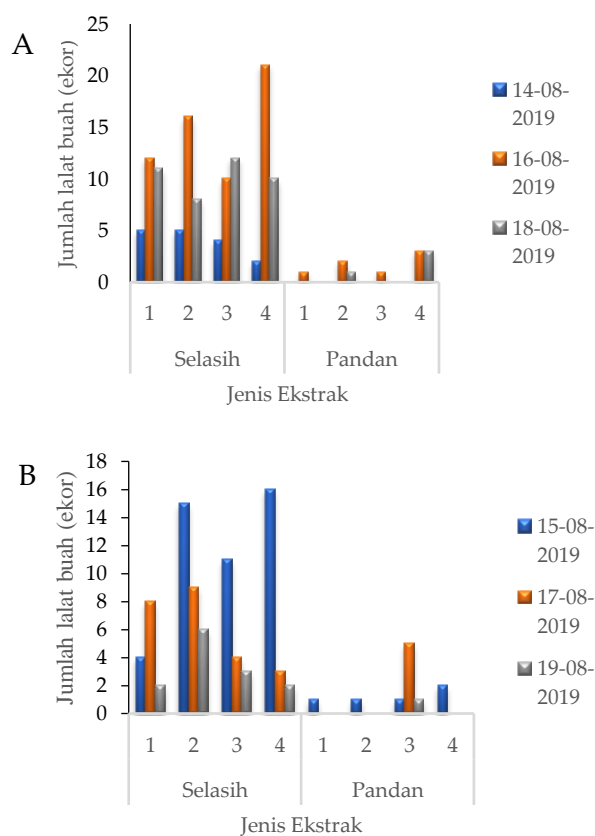 A
Jumlah lalat buah (ekor)
25
20
15
10
5
0
1 2 3 4 1 2 3 4
Selasih Pandan
Jenis Ekstrak
14-08-
2019
16-08-
2019
18-08-
2019
B
Jumlah lalat buah (ekor)
18
16
14
12
10
8
6
4
2
0
1 2 3 4 1 2 3 4
Selasih Pandan
Jenis Ekstrak
15-08-
2019
17-08-
2019
19-08-
2019